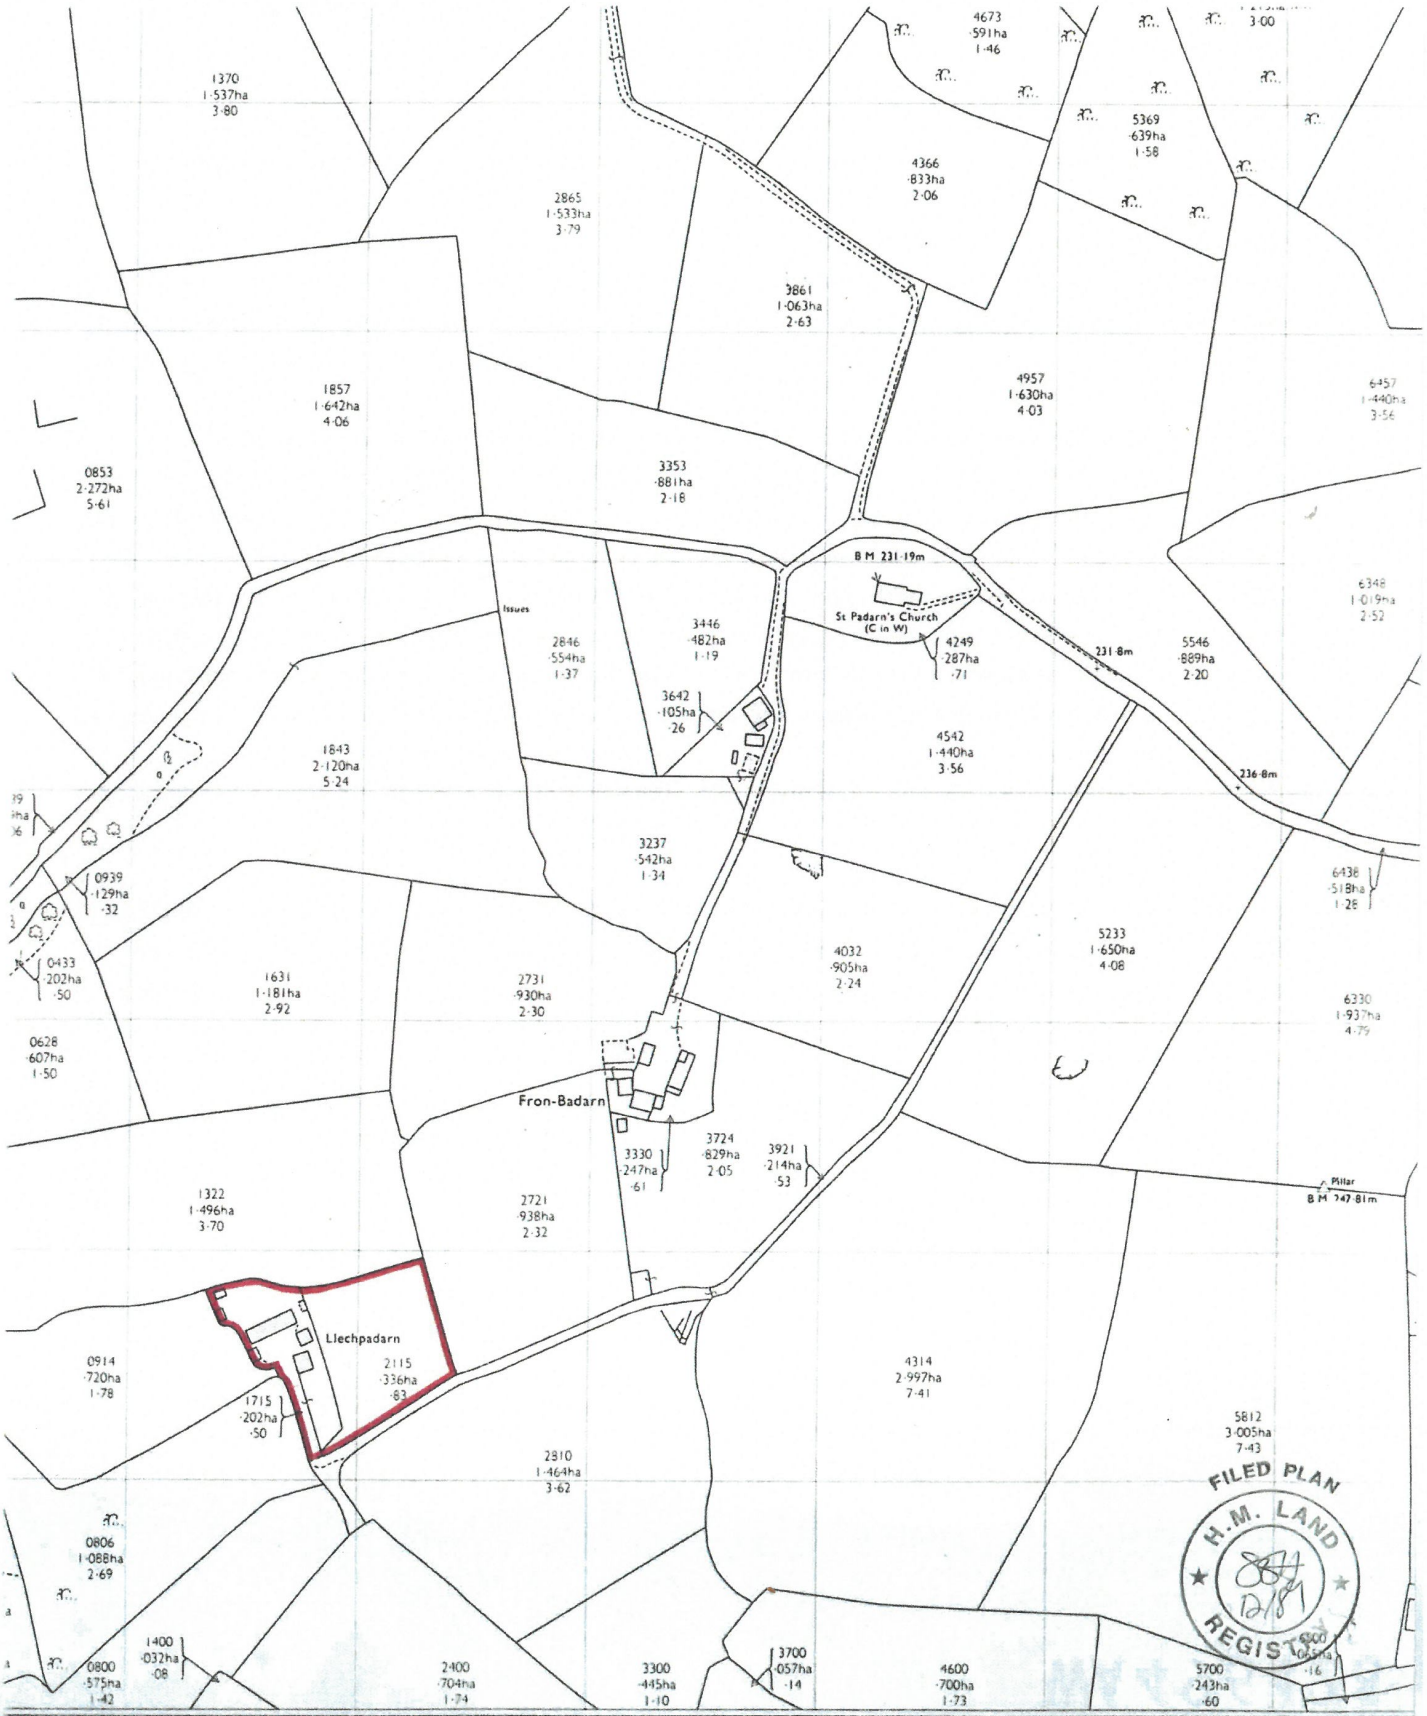 4673
·591ha
1·46
3·00
1370
1·537ha
3·80
5369
·639ha
1·58
4366
·833ha
2·06
2865
1·533ha
3·79
3861
1·063ha
2·63
1857
1·642ha
4·06
4957
1·630ha
4·03
6457
1·440ha
3·56
0853
2·272ha
5·61
3353
·881ha
2·18
B M 231·19m
St Padarn's Church
(C in W)
Issues
6348
1·019ha
2·52
2846
·554ha
1·37
3446
·482ha
1·19
4249
·287ha
·71
231·8m
5546
·889ha
2·20
3642
·105ha
·26
1843
2·120ha
5·24
4542
1·440ha
3·56
236·8m
3237
·542ha
1·34
0939
·129ha
·32
6438
·518ha
1·28
5233
1·650ha
4·08
4032
·905ha
2·24
0433
·202ha
·50
1631
1·181ha
2·92
2731
·930ha
2·30
6330
1·937ha
4·79
0628
·607ha
1·50
Fron-Badarn
3330
·247ha
·61
3724
·829ha
2·05
3921
·214ha
·53
Pillar
B M 247·81m
1322
1·496ha
3·70
2721
·938ha
2·32
Llechpadarn
0914
·720ha
1·78
2115
·336ha
·83
1715
·202ha
·50
4314
2·997ha
7·41
5812
3·005ha
7·43
2810
1·464ha
3·62
FILED PLAN
H.M. LAND
REGISTRY
0806
1·088ha
2·69
1400
·032ha
·08
0800
·575ha
1·42
2400
·704ha
1·74
3300
·445ha
1·10
3700
·057ha
·14
4600
·700ha
1·73
5700
·243ha
·60
·16